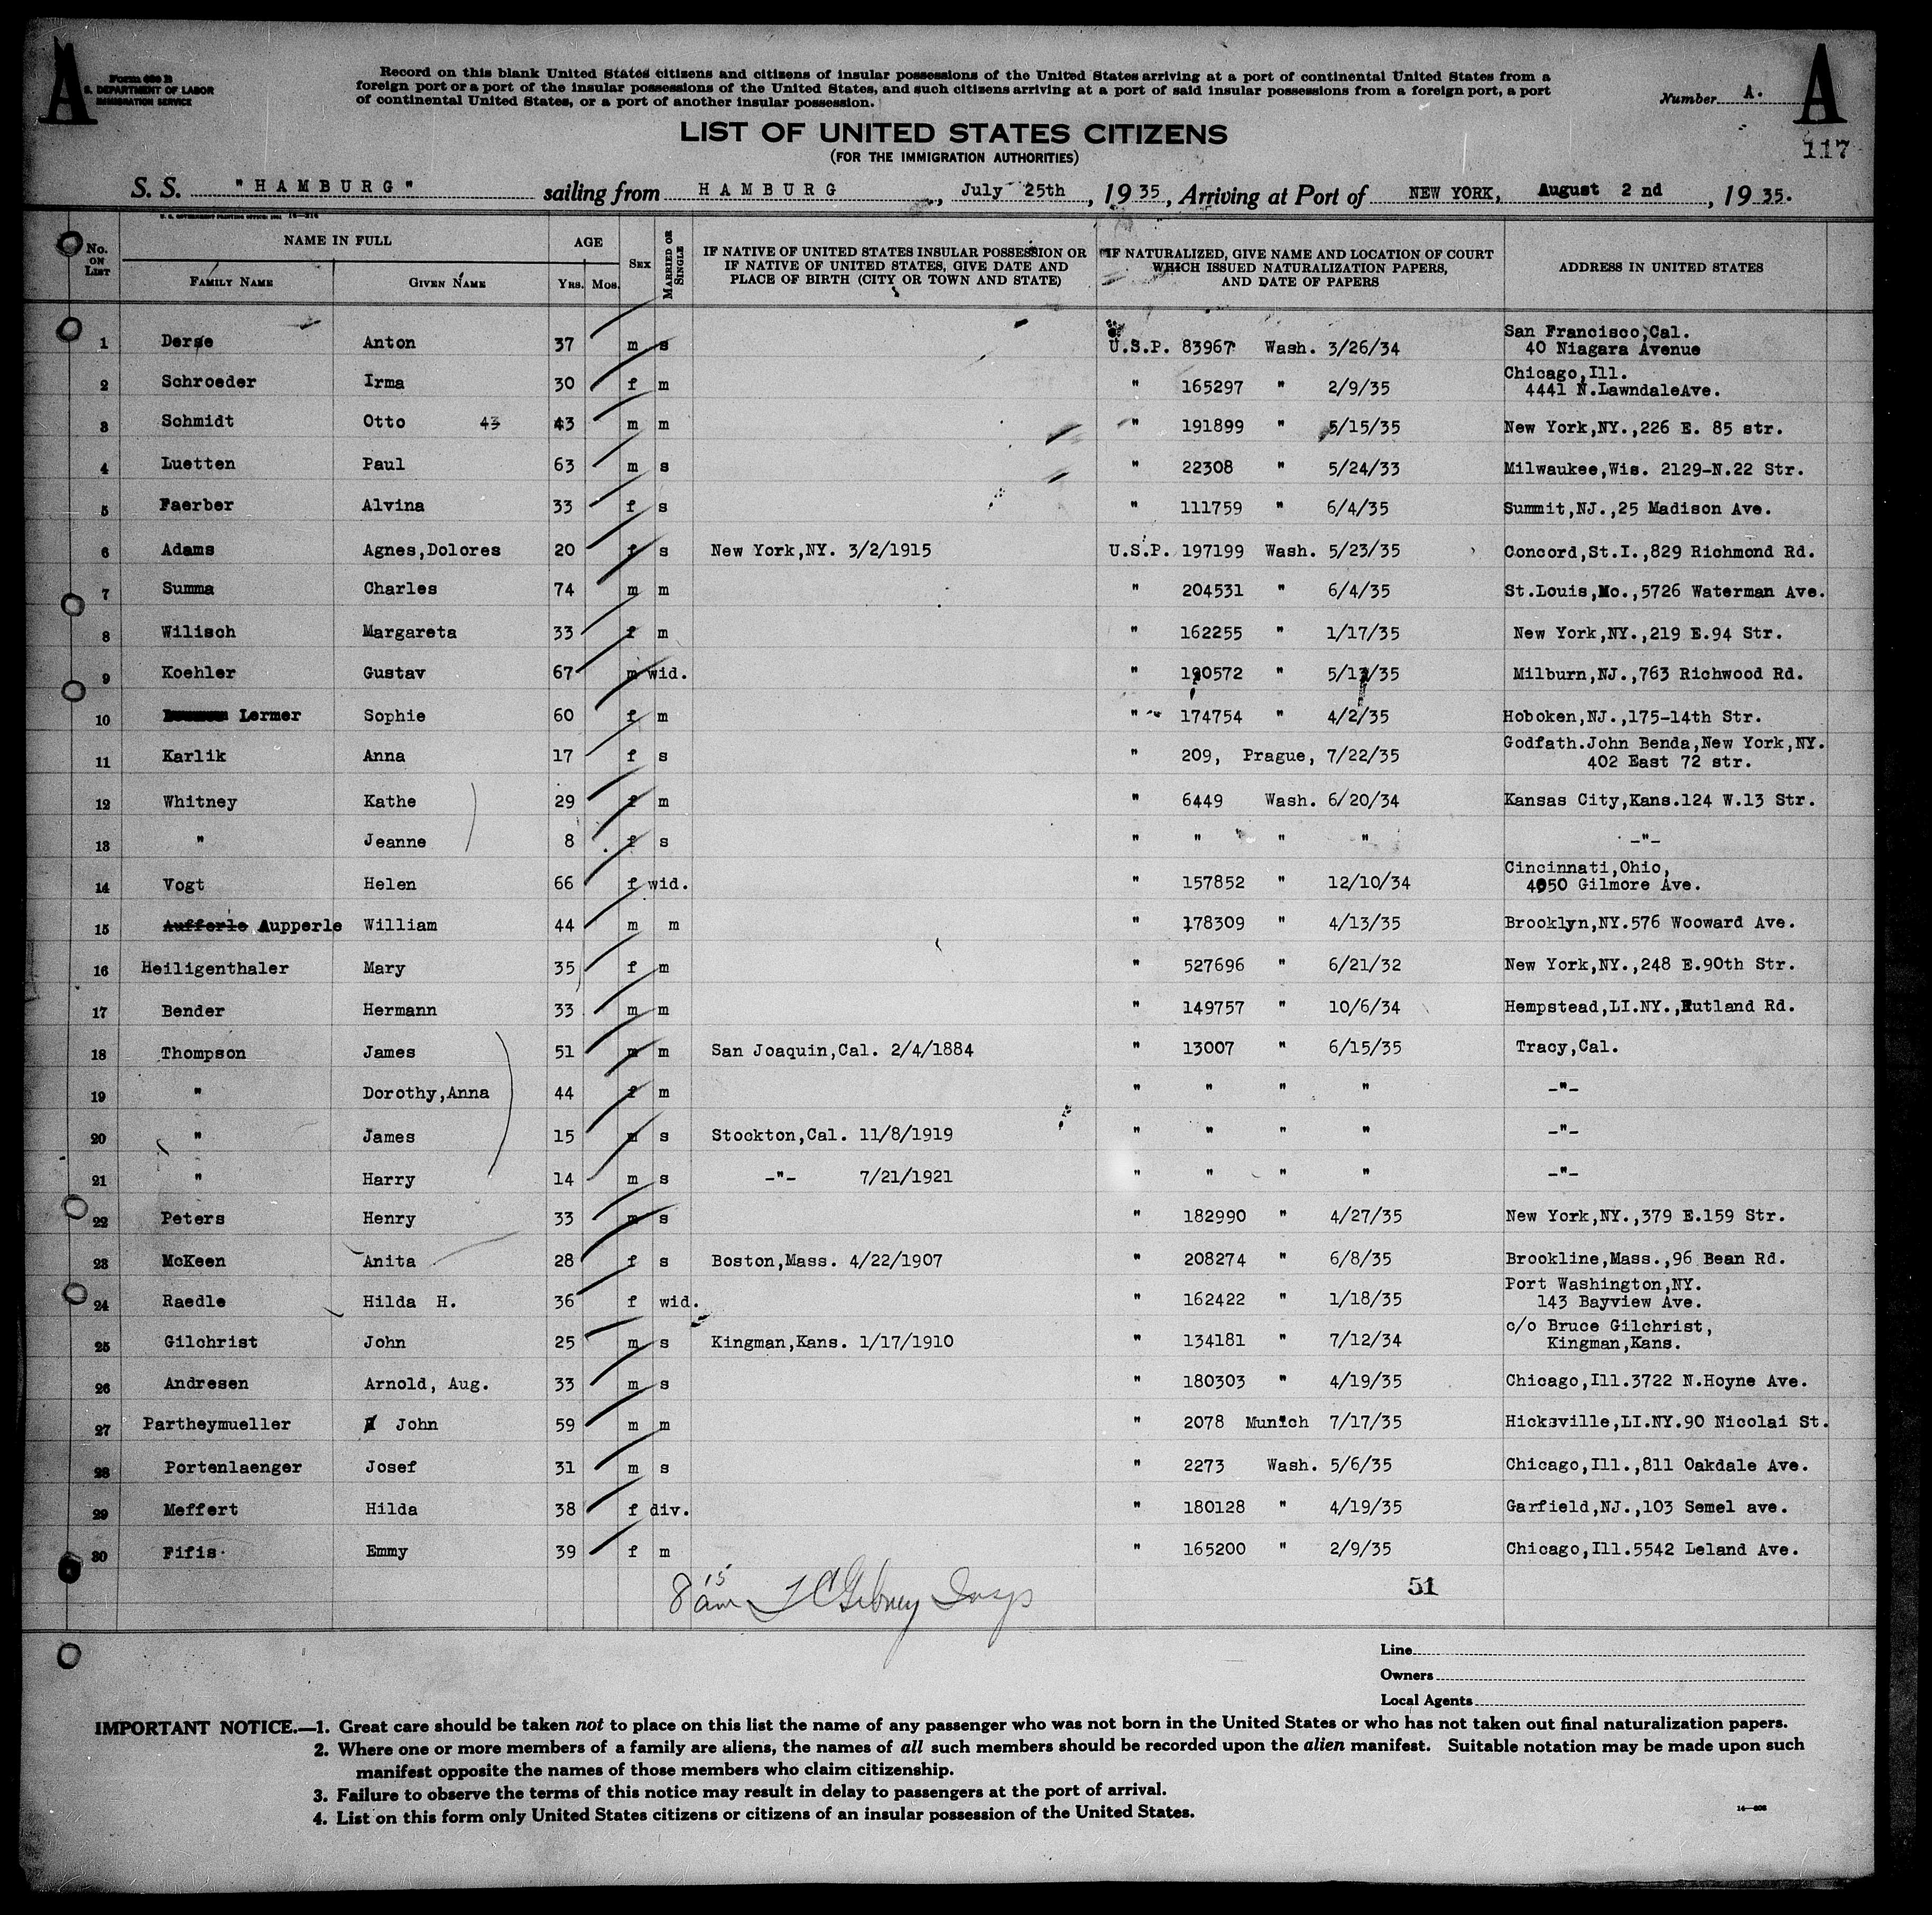 A
Form 630 B
U. S. DEPARTMENT OF LABOR
IMMIGRATION SERVICE
Record on this blank United States citizens and citizens of insular possessions of the United States arriving at a port of continental United States from a
foreign port or a port of the insular possessions of the United States, and such citizens arriving at a port of said insular possessions from a foreign port, a port
of continental United States, or a port of another insular possession.
Number A.
A
117
LIST OF UNITED STATES CITIZENS
(FOR THE IMMIGRATION AUTHORITIES)
S. S. "HAMBURG" sailing from HAMBURG, July 25th, 1935, Arriving at Port of NEW YORK, August 2nd, 1935.
No. ON LIST NAME IN FULL AGE SEX MARRIED OR SINGLE IF NATIVE OF UNITED STATES INSULAR POSSESSION OR IF NATIVE OF UNITED STATES, GIVE DATE AND PLACE OF BIRTH (CITY OR TOWN AND STATE) IF NATURALIZED, GIVE NAME AND LOCATION OF COURT WHICH ISSUED NATURALIZATION PAPERS, AND DATE OF PAPERS ADDRESS IN UNITED STATES
FAMILY NAME GIVEN NAME YRS. MOS.
1 Derse Anton 37 m s U.S.P. 83967 Wash. 3/26/34 San Francisco,Cal. 40 Niagara Avenue
2 Schroeder Irma 30 f m " 165297 " 2/9/35 Chicago,Ill. 4441 N.LawndaleAve.
3 Schmidt Otto 43 43 m m " 191899 " 5/15/35 New York,NY.,226 E. 85 str.
4 Luetten Paul 63 m s " 22308 " 5/24/33 Milwaukee,Wis. 2129-N.22 Str.
5 Faerber Alvina 33 f s " 111759 " 6/4/35 Summit,NJ.,25 Madison Ave.
6 Adams Agnes,Dolores 20 f s New York,NY. 3/2/1915 U.S.P. 197199 Wash. 5/23/35 Concord,St.I.,829 Richmond Rd.
7 Summa Charles 74 m m " 204531 " 6/4/35 St.Louis,Mo.,5726 Waterman Ave.
8 Wilisch Margareta 33 f m " 162255 " 1/17/35 New York,NY.,219 E.94 Str.
9 Koehler Gustav 67 m wid. " 190572 " 5/13/35 Milburn,NJ.,763 Richwood Rd.
10 Lermer Sophie 60 f m " 174754 " 4/2/35 Hoboken,NJ.,175-14th Str.
11 Karlik Anna 17 f s " 209, Prague, 7/22/35 Godfath.John Benda,New York,NY. 402 East 72 str.
12 Whitney Kathe 29 f m " 6449 Wash. 6/20/34 Kansas City,Kans.124 W.13 Str.
13 " Jeanne 8 f s " " " " -"-
14 Vogt Helen 66 f wid. " 157852 " 12/10/34 Cincinnati,Ohio, 4050 Gilmore Ave.
15 Aufferle Aupperle William 44 m m " 178309 " 4/13/35 Brooklyn,NY.576 Wooward Ave.
16 Heiligenthaler Mary 35 f m " 527696 " 6/21/32 New York,NY.,248 E.90th Str.
17 Bender Hermann 33 m m " 149757 " 10/6/34 Hempstead,LI.NY.,Rutland Rd.
18 Thompson James 51 m m San Joaquin,Cal. 2/4/1884 " 13007 " 6/15/35 Tracy,Cal.
19 " Dorothy,Anna 44 f m " " " " -"-
20 " James 15 m s Stockton,Cal. 11/8/1919 " " " " -"-
21 " Harry 14 m s -"- 7/21/1921 " " " " -"-
22 Peters Henry 33 m s " 182990 " 4/27/35 New York,NY.,379 E.159 Str.
23 McKeen Anita 28 f s Boston,Mass. 4/22/1907 " 208274 " 6/8/35 Brookline,Mass.,96 Bean Rd.
24 Raedle Hilda H. 36 f wid. " 162422 " 1/18/35 Port Washington,NY. 143 Bayview Ave.
25 Gilchrist John 25 m s Kingman,Kans. 1/17/1910 " 134181 " 7/12/34 c/o Bruce Gilchrist, Kingman,Kans.
26 Andresen Arnold, Aug. 33 m s " 180303 " 4/19/35 Chicago,Ill.3722 N.Hoyne Ave.
27 Partheymueller John 59 m m " 2078 Munich 7/17/35 Hicksville,LI.NY.90 Nicolai St.
28 Portenlaenger Josef 31 m s " 2273 Wash. 5/6/35 Chicago,Ill.,811 Oakdale Ave.
29 Meffert Hilda 38 f div. " 180128 " 4/19/35 Garfield,NJ.,103 Semel ave.
30 Fifis Emmy 39 f m " 165200 " 2/9/35 Chicago,Ill.5542 Leland Ave.
8 15 am
51
Line
Owners
Local Agents
IMPORTANT NOTICE.—1. Great care should be taken not to place on this list the name of any passenger who was not born in the United States or who has not taken out final naturalization papers.
2. Where one or more members of a family are aliens, the names of all such members should be recorded upon the alien manifest. Suitable notation may be made upon such
manifest opposite the names of those members who claim citizenship.
3. Failure to observe the terms of this notice may result in delay to passengers at the port of arrival.
4. List on this form only United States citizens or citizens of an insular possession of the United States.